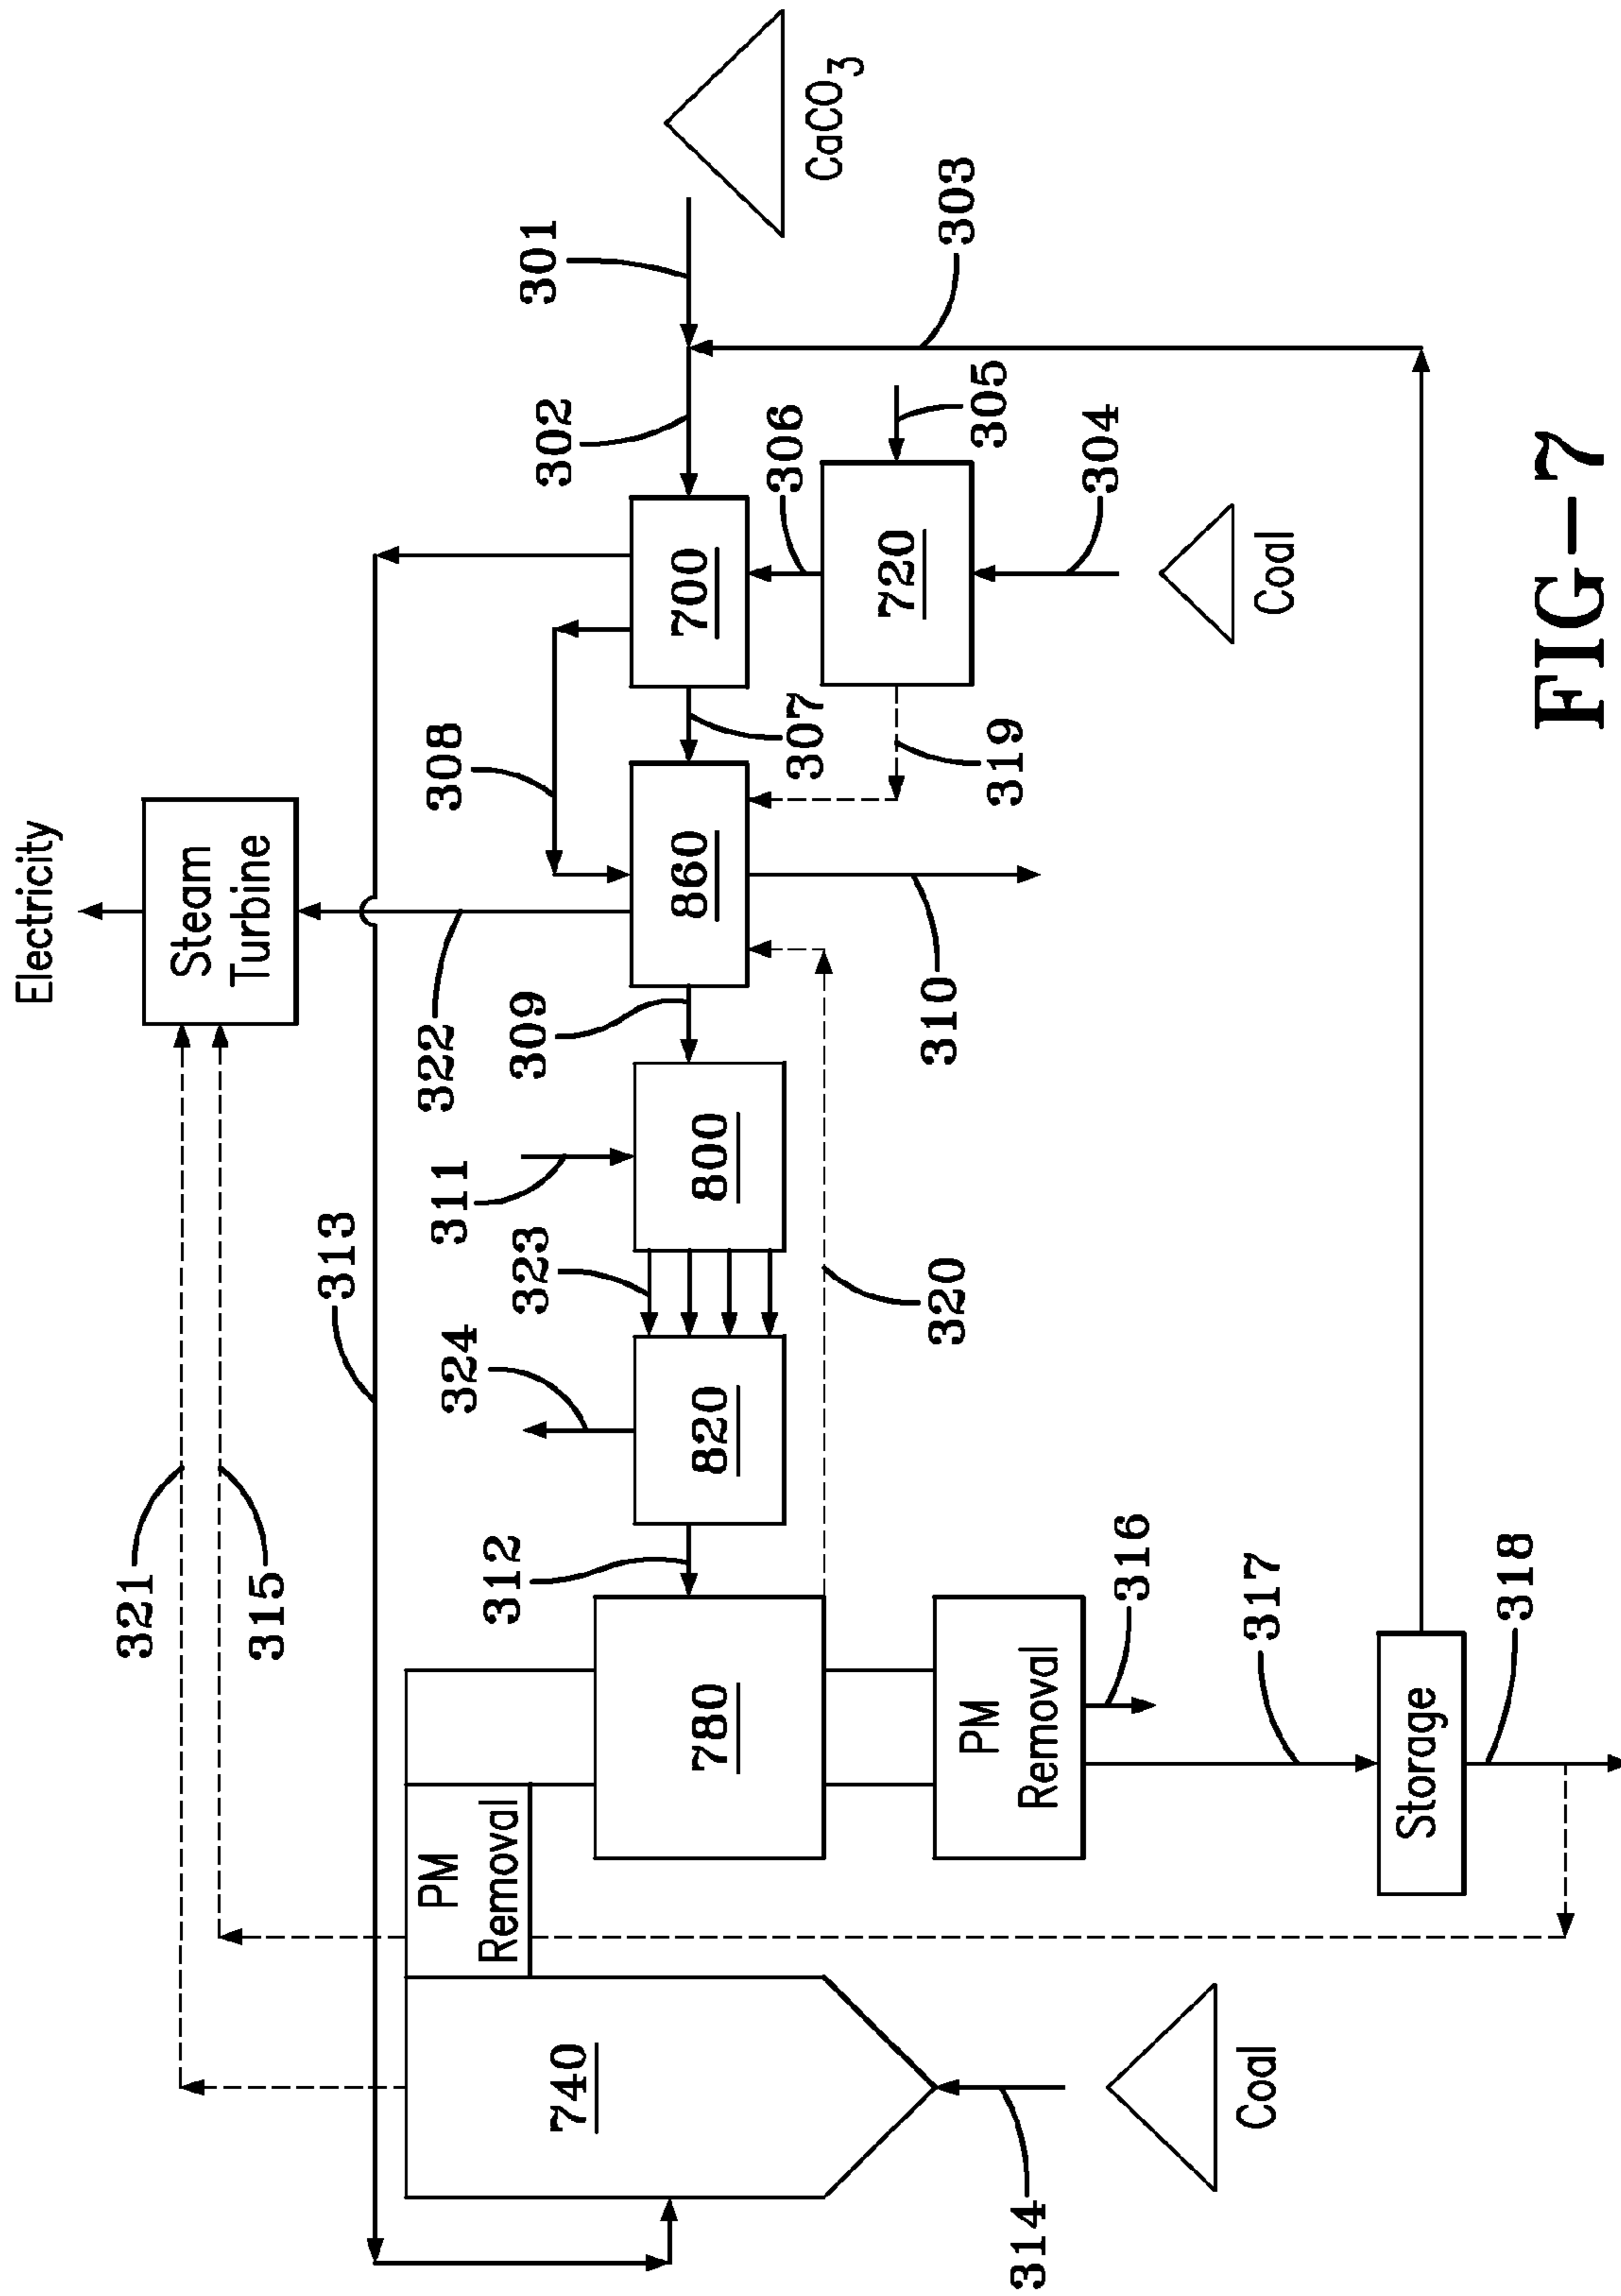 Electricity
Steam
Turbine
321
315
313
322
308
302
301
CaCO3
303
305
306
304
700
720
Coal
307
319
860
309
310
311
800
323
324
820
320
312
780
PM
Removal
PM
Removal
316
317
318
Storage
740
314
Coal
FIG-7